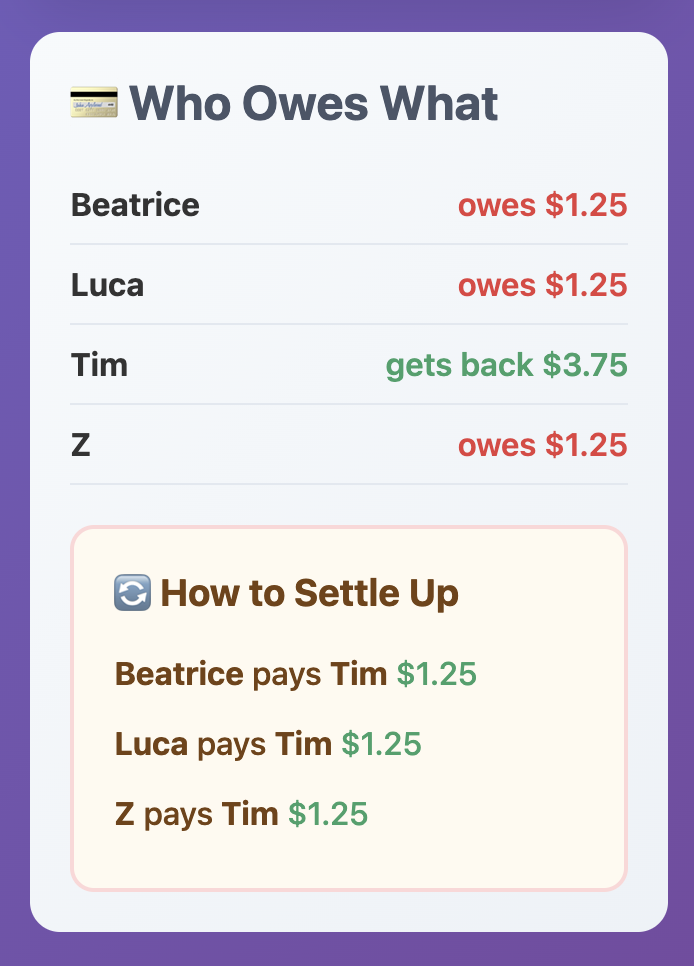 Who Owes What
Beatrice owes $1.25
Luca owes $1.25
Tim gets back $3.75
Z owes $1.25
How to Settle Up
Beatrice pays Tim $1.25
Luca pays Tim $1.25
Z pays Tim $1.25